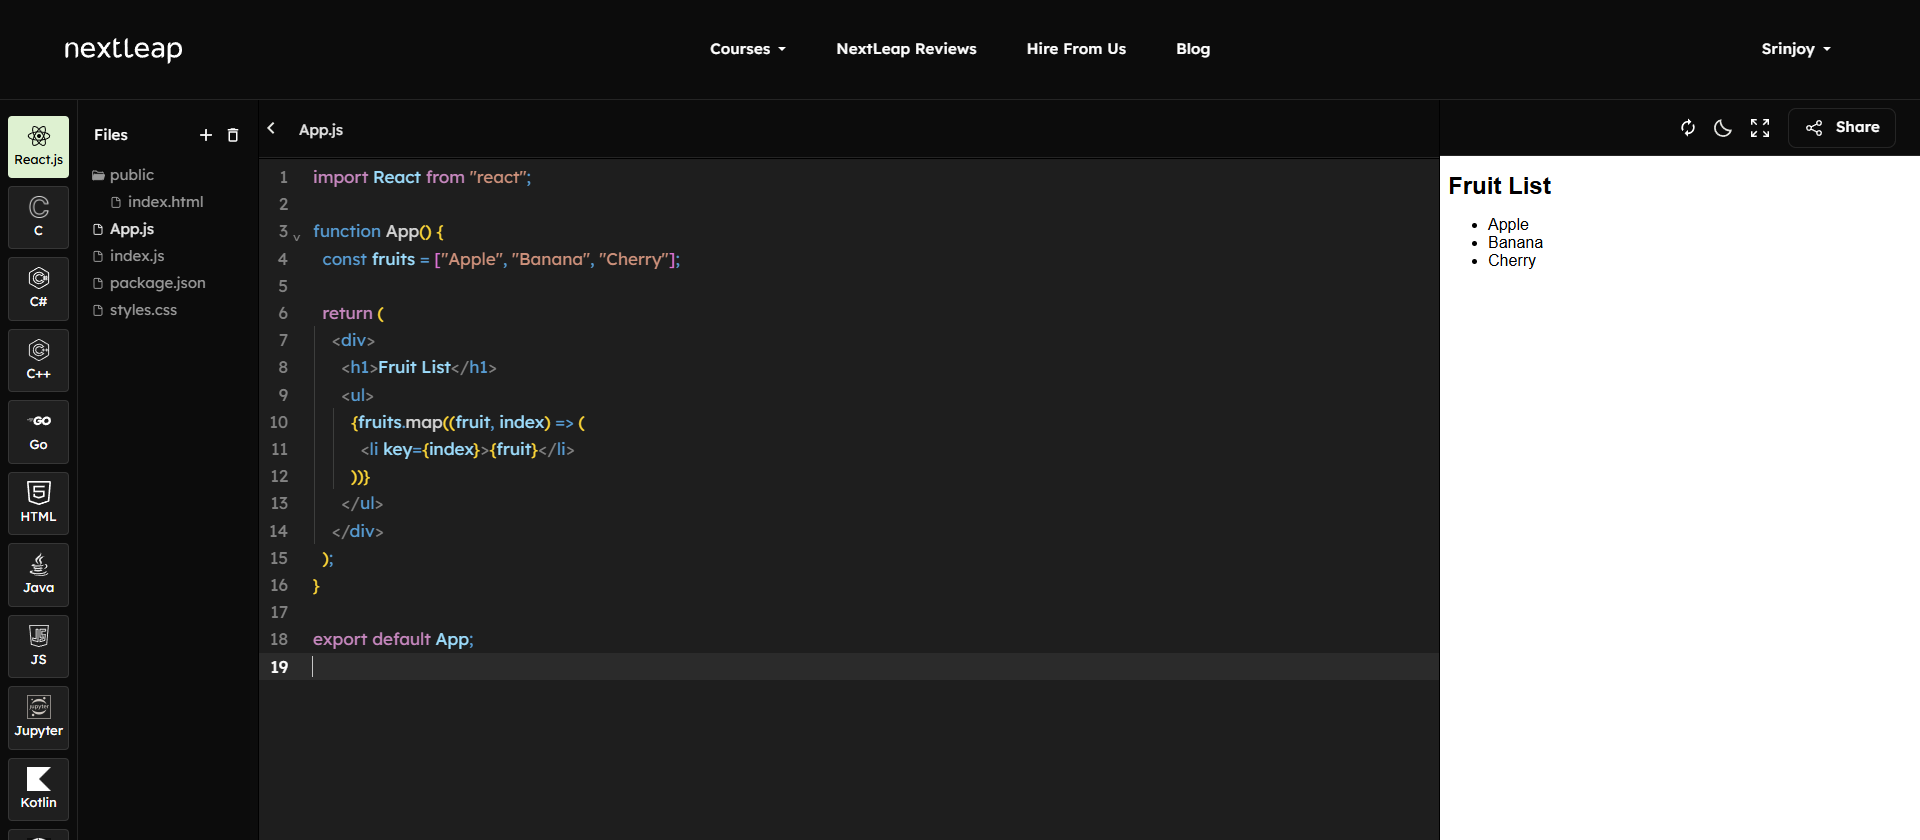 nextleap
Courses
NextLeap Reviews
Hire From Us
Blog
Srinjoy
React.js
C
C#
C++
GO
Go
HTML
Java
JS
jupyter
Jupyter
Kotlin
Files
public
index.html
App.js
index.js
package.json
styles.css
App.js
1 import React from "react";
2
3 function App() {
4   const fruits = ["Apple", "Banana", "Cherry"];
5
6   return (
7     <div>
8       <h1>Fruit List</h1>
9       <ul>
10         {fruits.map((fruit, index) => (
11           <li key={index}>{fruit}</li>
12         ))}
13       </ul>
14     </div>
15   );
16 }
17
18 export default App;
19
Share
Fruit List
• Apple
• Banana
• Cherry